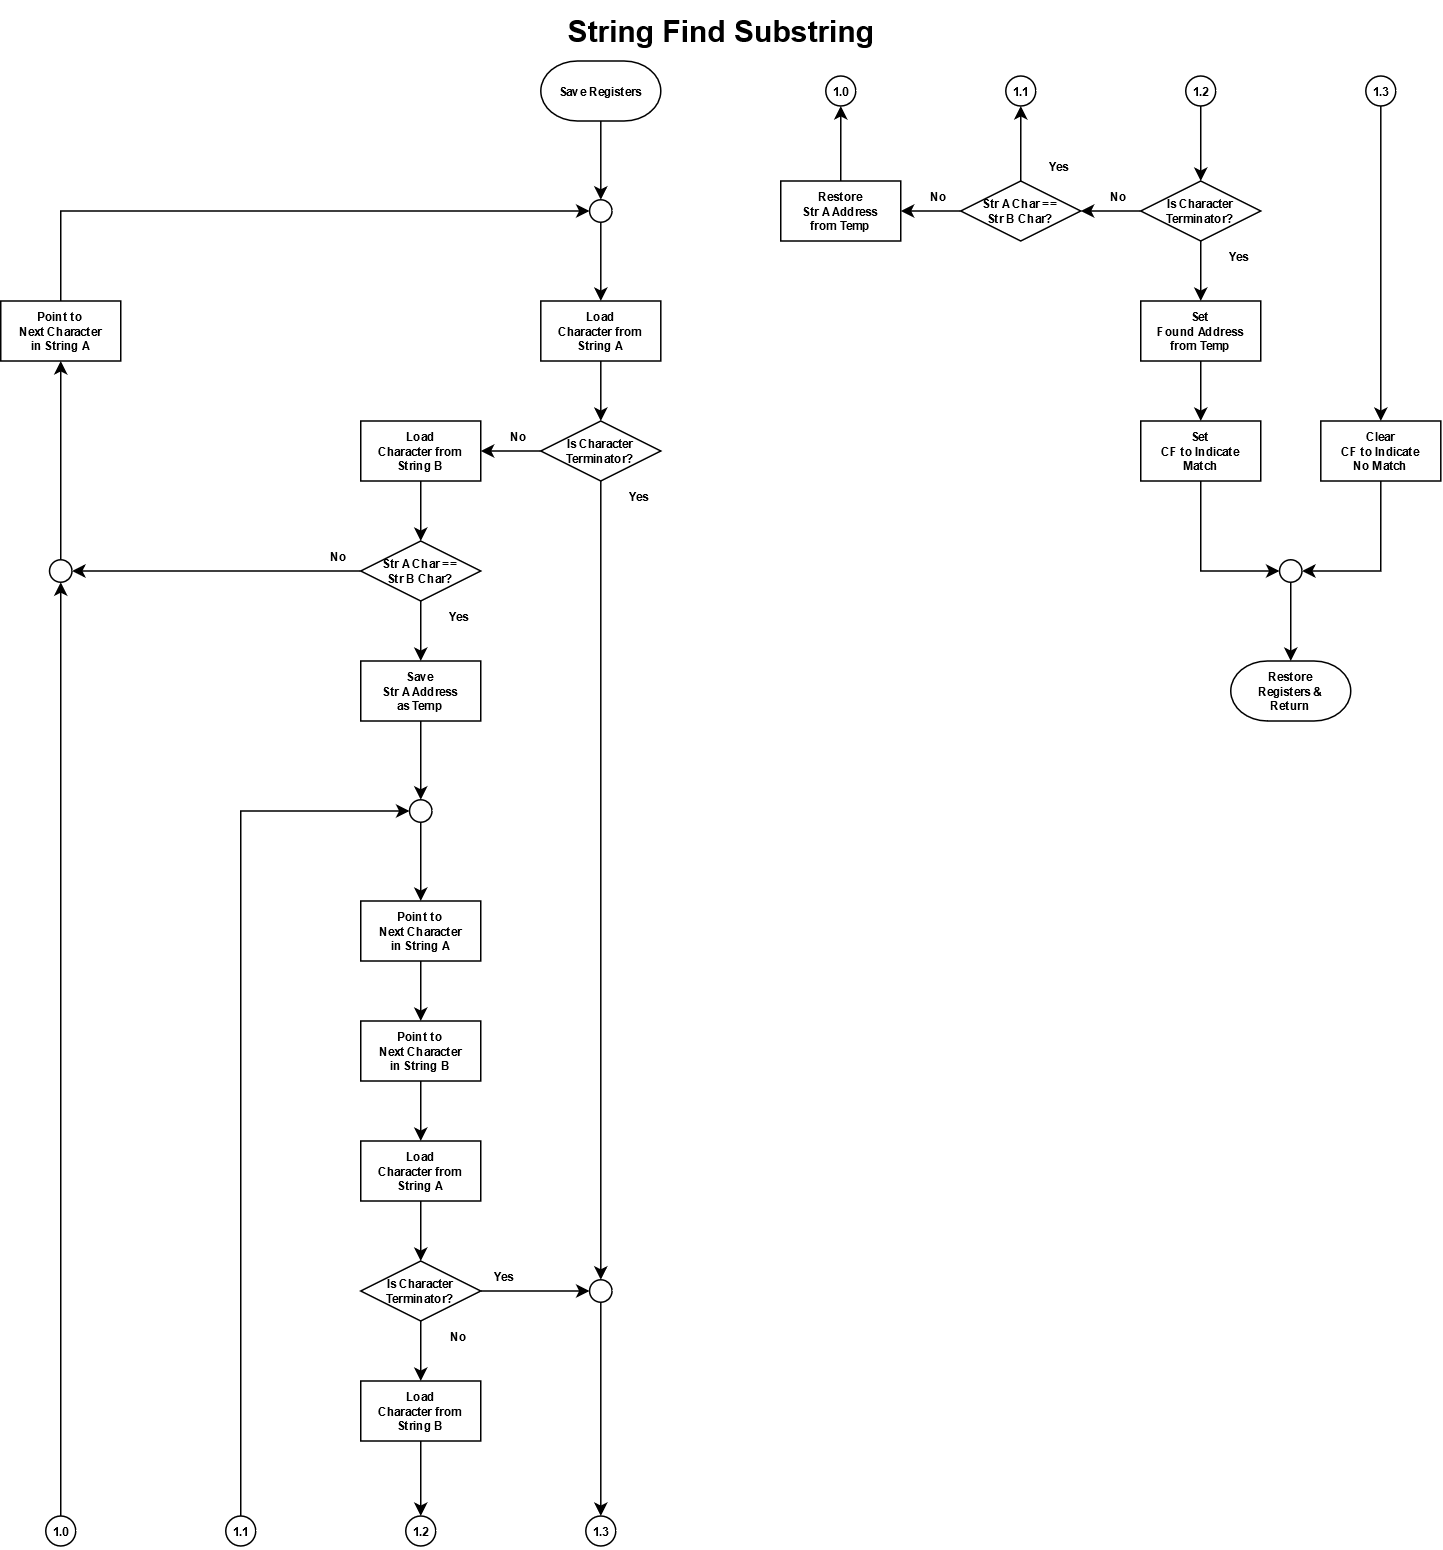 String Find Substring
Save Registers
Point to
Next Character
in String A
Load
Character from
String A
Load
Character from
String B
No
Is Character
Terminator?
Yes
No
Str A Char ==
Str B Char?
Yes
Save
Str A Address
as Temp
Point to
Next Character
in String A
Point to
Next Character
in String B
Load
Character from
String A
Is Character
Terminator?
Yes
No
Load
Character from
String B
1.0
1.1
1.2
1.3
1.0
1.1
1.2
1.3
Restore
Str A Address
from Temp
No
Str A Char ==
Str B Char?
Yes
No
Is Character
Terminator?
Yes
Set
Found Address
from Temp
Set
CF to Indicate
Match
Clear
CF to Indicate
No Match
Restore
Registers &
Return